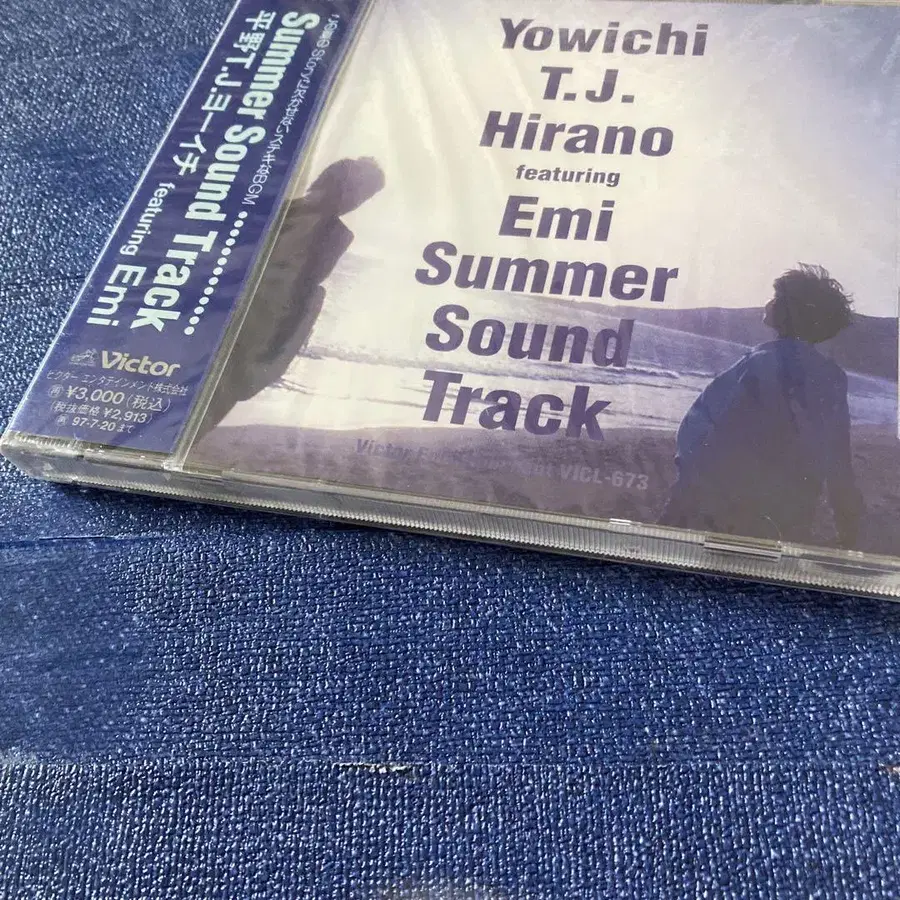 Yowichi
T.J.
Hirano
featuring
Emi
Summer
Sound
Track
VICL-673
Summer Sound Track
平野T.J.ヨーイチ featuring Emi
Victor
ビクターエンタテインメント株式会社
¥3,000(税込)
(税抜価格 ¥2,913)
97・7・20まで